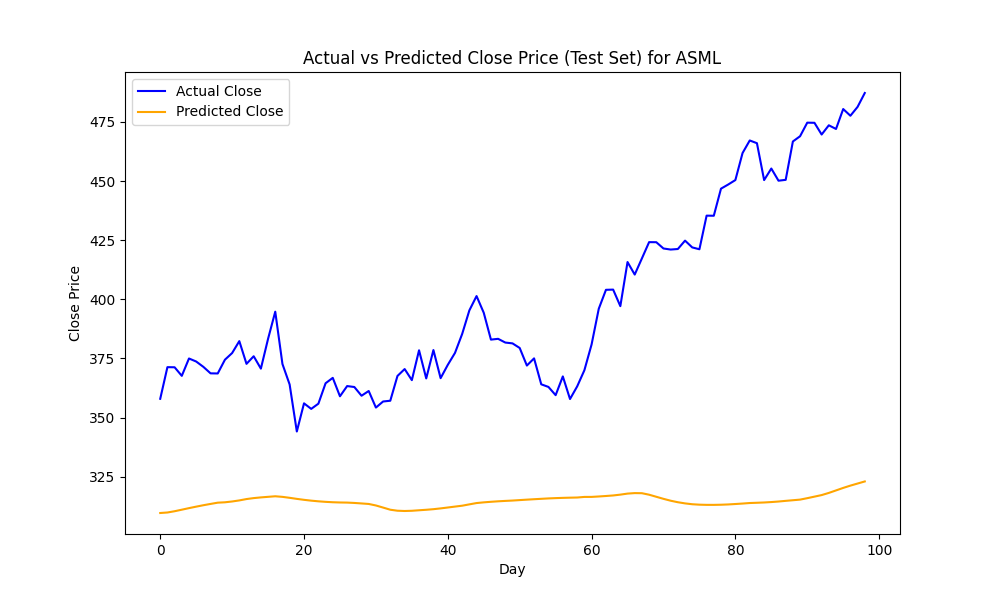 Actual vs Predicted Close Price (Test Set) for ASML
Actual Close
Predicted Close
Close Price
475
450
425
400
375
350
325
0 20 40 60 80 100
Day